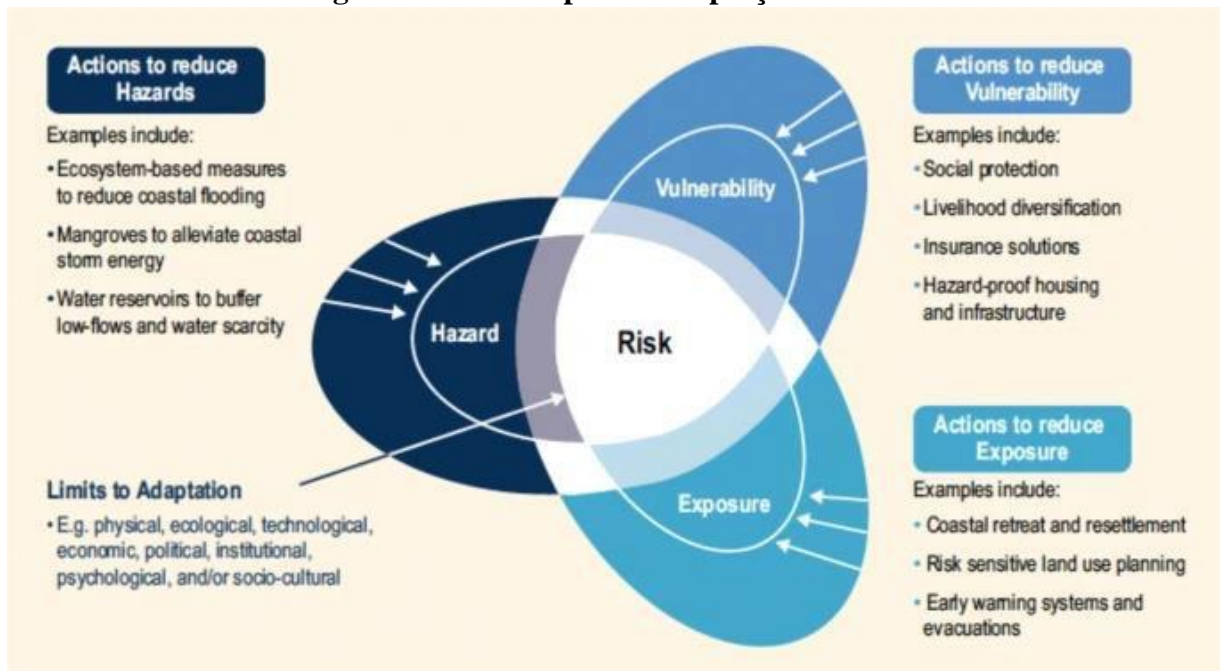 Actions to reduce
Hazards
Examples include:
•Ecosystem-based measures
to reduce coastal flooding
•Mangroves to alleviate coastal
storm energy
•Water reservoirs to buffer
low-flows and water scarcity
Limits to Adaptation
•E.g. physical, ecological, technological,
economic, political, institutional,
psychological, and/or socio-cultural
Vulnerability
Hazard
Risk
Exposure
Actions to reduce
Vulnerability
Examples include:
•Social protection
•Livelihood diversification
•Insurance solutions
•Hazard-proof housing
and infrastructure
Actions to reduce
Exposure
Examples include:
• Coastal retreat and resettlement
• Risk sensitive land use planning
• Early warning systems and
evacuations